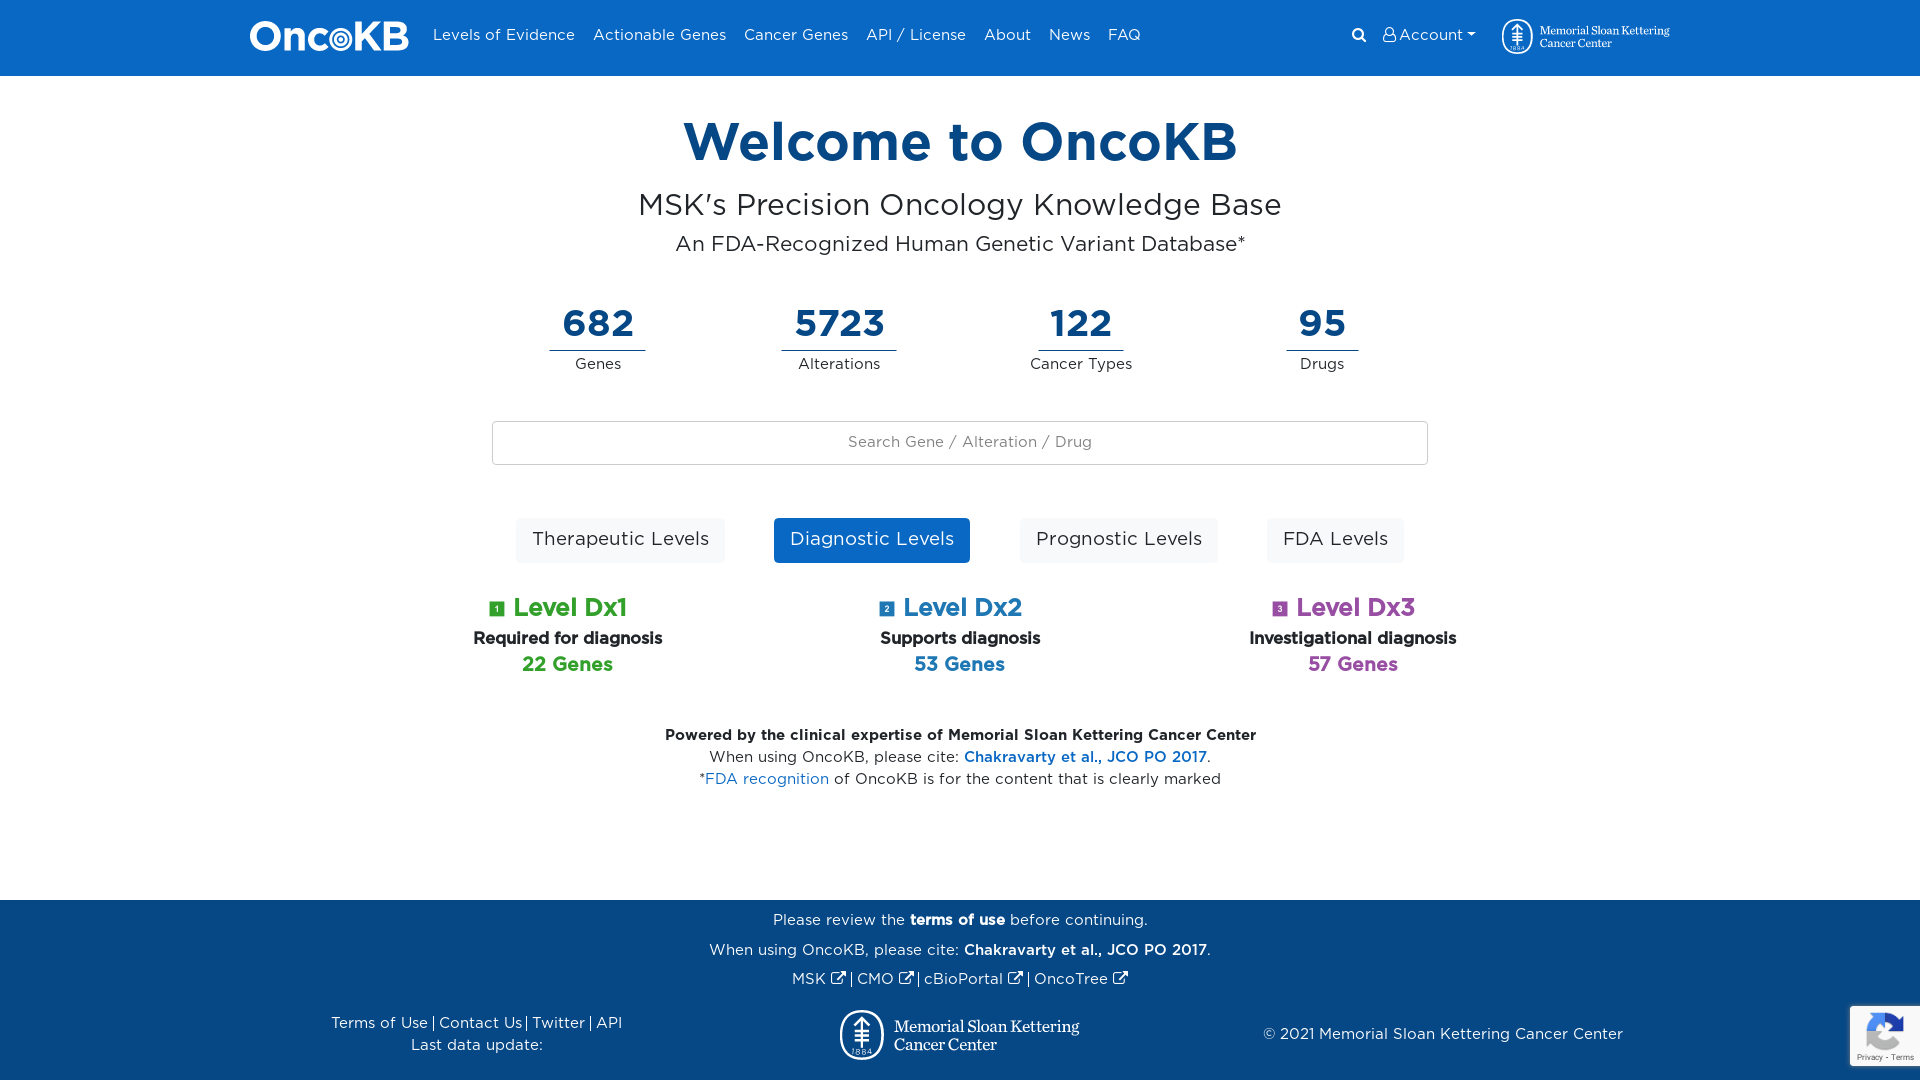 OncoKB Levels of Evidence Actionable Genes Cancer Genes API / License About News FAQ Account Memorial Sloan Kettering
Cancer Center
1884
Welcome to OncoKB
MSK's Precision Oncology Knowledge Base
An FDA-Recognized Human Genetic Variant Database*
682 5723 122 95
Genes Alterations Cancer Types Drugs
Search Gene / Alteration / Drug
Therapeutic Levels Diagnostic Levels Prognostic Levels FDA Levels
1 Level Dx1 2 Level Dx2 3 Level Dx3
Required for diagnosis Supports diagnosis Investigational diagnosis
22 Genes 53 Genes 57 Genes
Powered by the clinical expertise of Memorial Sloan Kettering Cancer Center
When using OncoKB, please cite: Chakravarty et al., JCO PO 2017.
*FDA recognition of OncoKB is for the content that is clearly marked
Please review the terms of use before continuing.
When using OncoKB, please cite: Chakravarty et al., JCO PO 2017.
MSK | CMO | cBioPortal | OncoTree
Terms of Use | Contact Us | Twitter | API
Last data update:
Memorial Sloan Kettering
Cancer Center
1884
© 2021 Memorial Sloan Kettering Cancer Center
Privacy - Terms